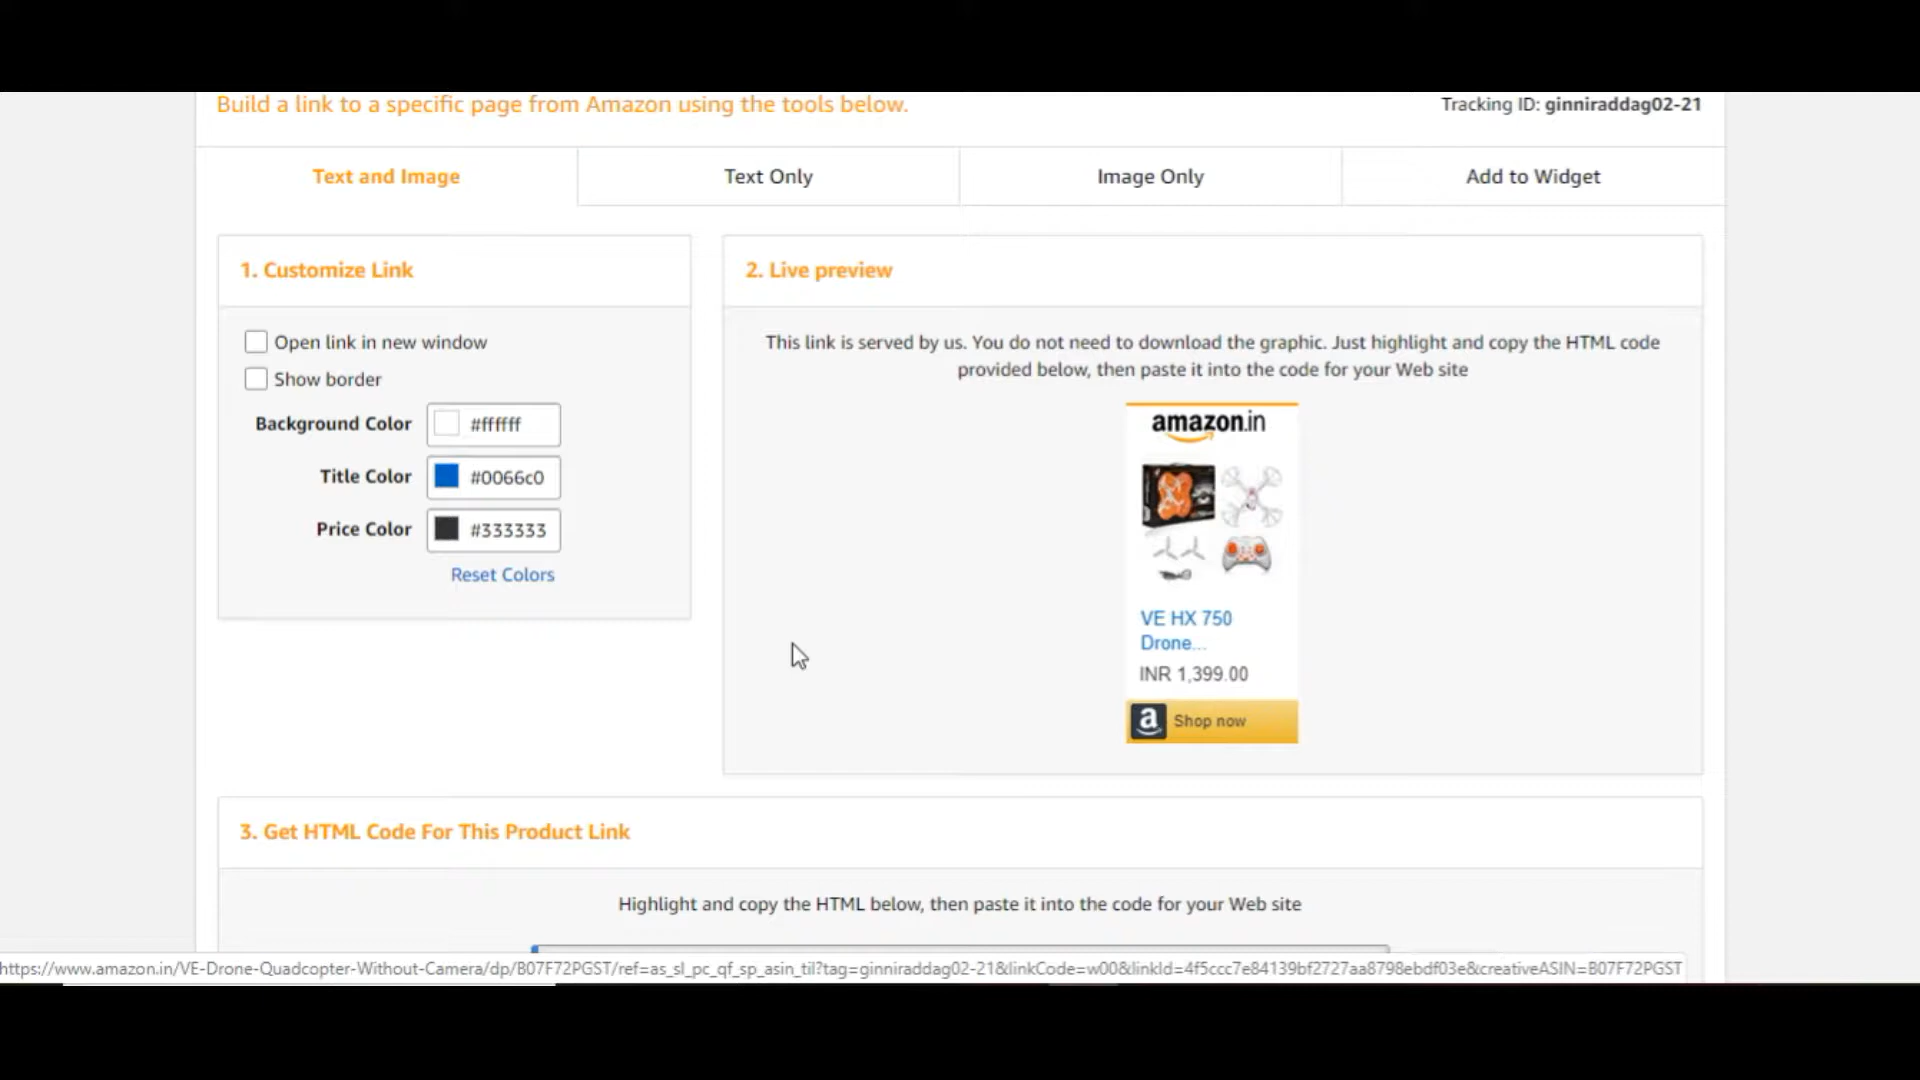 Build a link to a specific page from Amazon using the tools below.
Tracking ID: ginniraddag02-21
Text and Image
Text Only
Image Only
Add to Widget
1. Customize Link
Open link in new window
Show border
Background Color #ffffff
Title Color #0066c0
Price Color #333333
Reset Colors
2. Live preview
This link is served by us. You do not need to download the graphic. Just highlight and copy the HTML code
provided below, then paste it into the code for your Web site
amazon.in
VE HX 750
Drone...
INR 1,399.00
a Shop now
3. Get HTML Code For This Product Link
Highlight and copy the HTML below, then paste it into the code for your Web site
https://www.amazon.in/VE-Drone-Quadcopter-Without-Camera/dp/B07F72PGST/ref=as_sl_pc_qf_sp_asin_til?tag=ginniraddag02-21&linkCode=w00&linkId=4f5ccc7e84139bf2727aa8798ebdf03e&creativeASIN=B07F72PGST